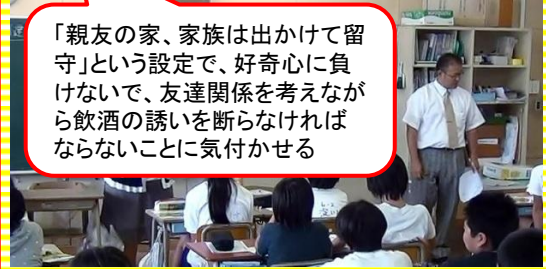 「親友の家、家族は出かけて留
守」という設定で、好奇心に負
けないで、友達関係を考えなが
ら飲酒の誘いを断らなければ
ならないことに気付かせる